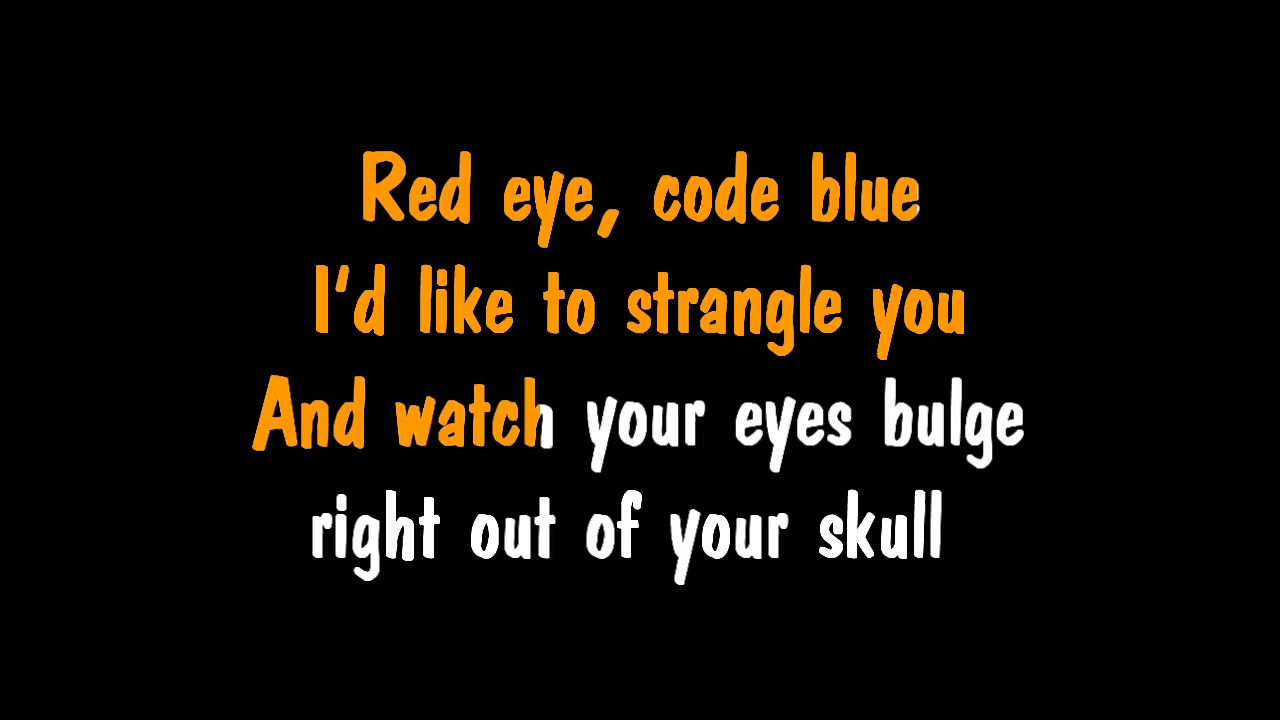 Red eye, code blue
I'd like to strangle you
And watch your eyes bulge
right out of your skull